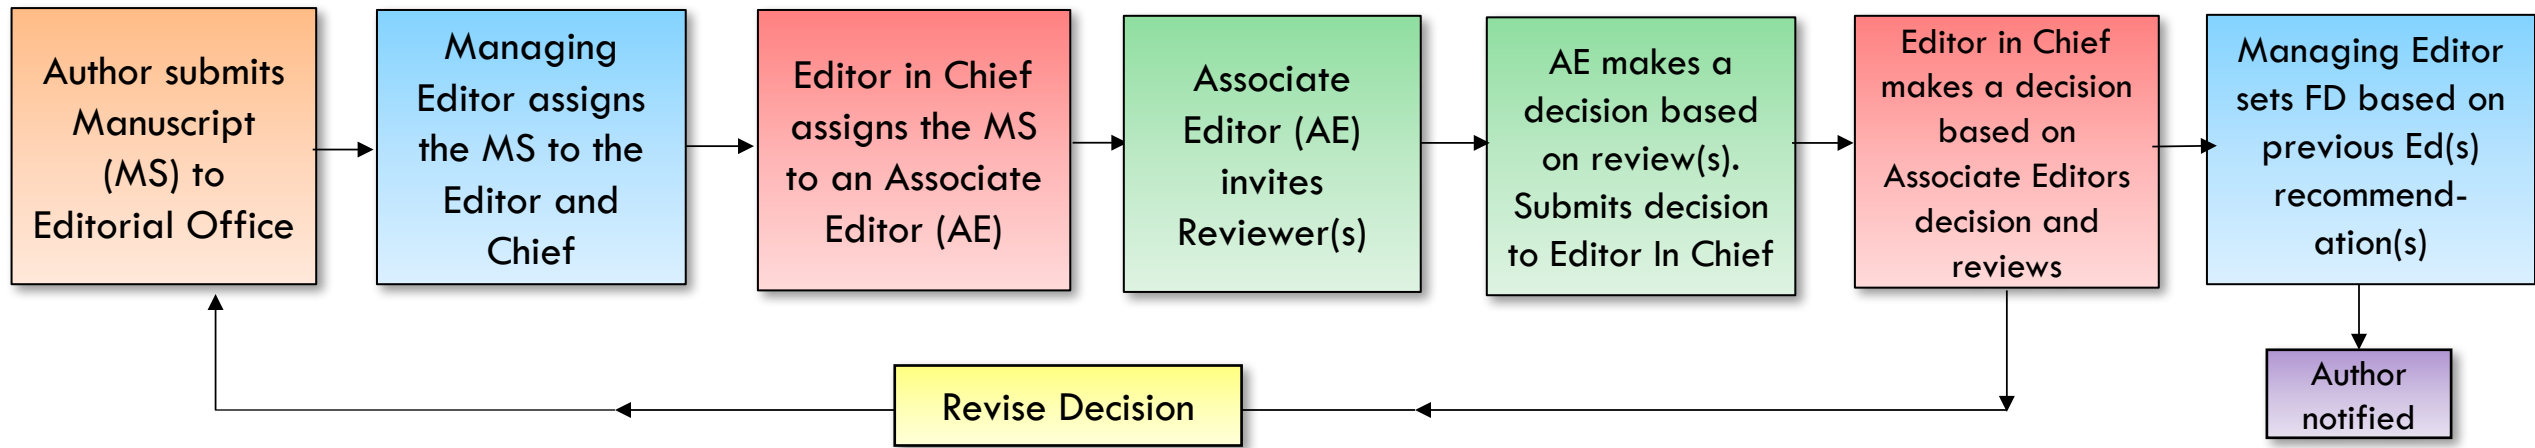 Author submits
Manuscript
(MS) to
Editorial Office
Managing
Editor assigns
the MS to the
Editor and
Chief
Editor in Chief
assigns the MS
to an Associate
Editor (AE)
Associate
Editor (AE)
invites
Reviewer(s)
AE makes a
decision based
on review(s).
Submits decision
to Editor In Chief
Editor in Chief
makes a decision
based on
Associate Editors
decision and
reviews
Managing Editor
sets FD based on
previous Ed(s)
recommend-
ation(s)
Revise Decision
Author
notified